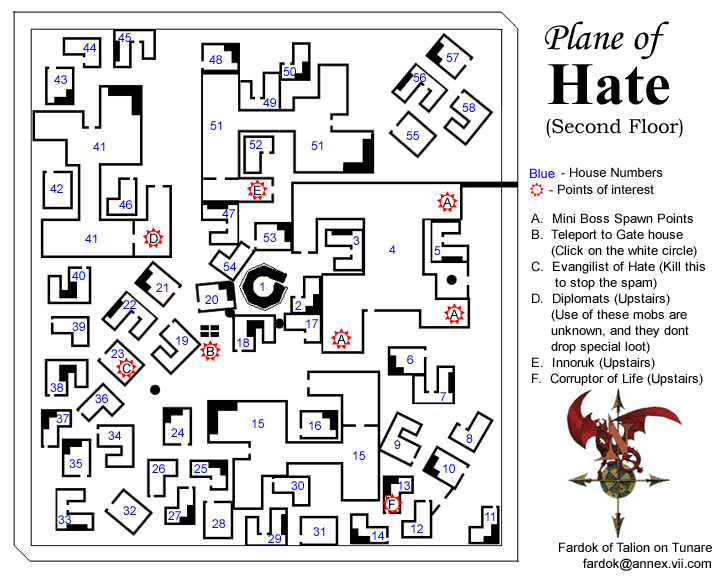 Plane of
Hate
(Second Floor)
Blue - House Numbers
- Points of interest
A. Mini Boss Spawn Points
B. Teleport to Gate house
(Click on the white circle)
C. Evangilist of Hate (Kill this
to stop the spam)
D. Diplomats (Upstairs)
(Use of these mobs are
unknown, and they dont
drop special loot)
E. Innoruk (Upstairs)
F. Corruptor of Life (Upstairs)
Fardok of Talion on Tunare
fardok@annex.vii.com
44 45 48 50 57
43 49 56 58
41 51 51 52 55
42 46 E A
47
41 D 53 3 4 5
40 21 54 1
22 20 2 A
39 19 18 17 A
23 B
C 6
38 36 7
37 34 24 15 16 9 8
35 26 25 15 10
30 13
F
33 32 27 28 29 31 14 12 11